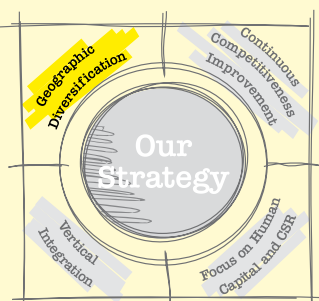 Geographic
Diversification
Continuous
Competitiveness
Improvement
Our
Strategy
Vertical
Integration
Focus on Human
Capital and CSR